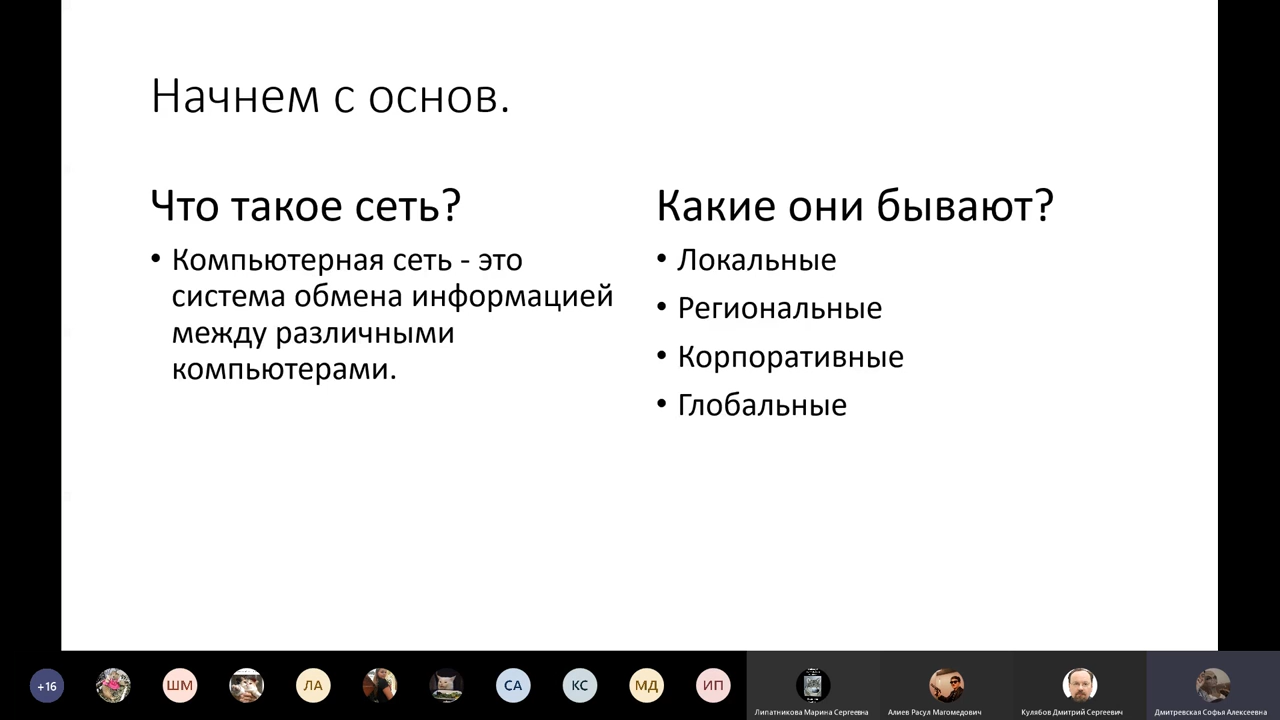 Начнем с основ.
Что такое сеть?
• Компьютерная сеть - это
система обмена информацией
между различными
компьютерами.
Какие они бывают?
• Локальные
• Региональные
• Корпоративные
• Глобальные
+16
ШМ
ЛА
СА
КС
МД
ИП
Липатникова Марина Сергеевна
Алиев Расул Магомедович
Кулябов Дмитрий Сергеевич
Дмитревская Софья Алексеевна